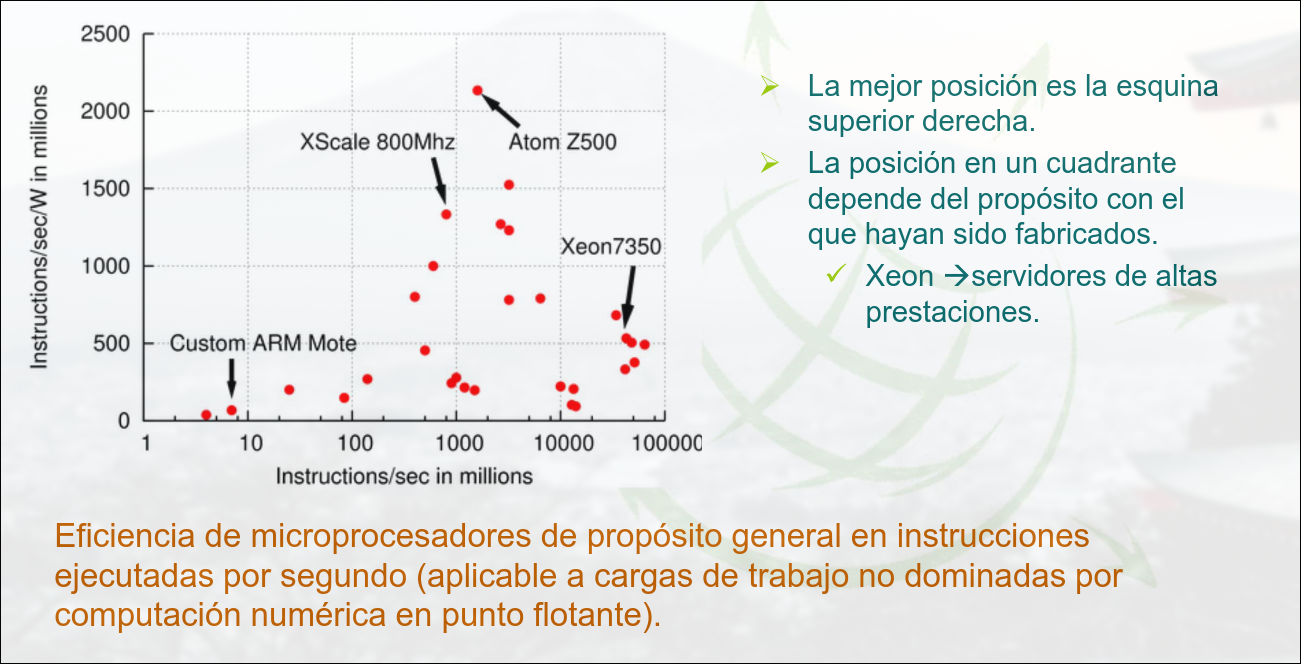 2500
2000
1500
1000
500
0
Instructions/sec/W in millions
XScale 800Mhz
Atom Z500
Xeon7350
Custom ARM Mote
1 10 100 1000 10000 100000
Instructions/sec in millions
➢ La mejor posición es la esquina
superior derecha.
➢ La posición en un cuadrante
depende del propósito con el
que hayan sido fabricados.
✓ Xeon →servidores de altas
prestaciones.
Eficiencia de microprocesadores de propósito general en instrucciones
ejecutadas por segundo (aplicable a cargas de trabajo no dominadas por
computación numérica en punto flotante).